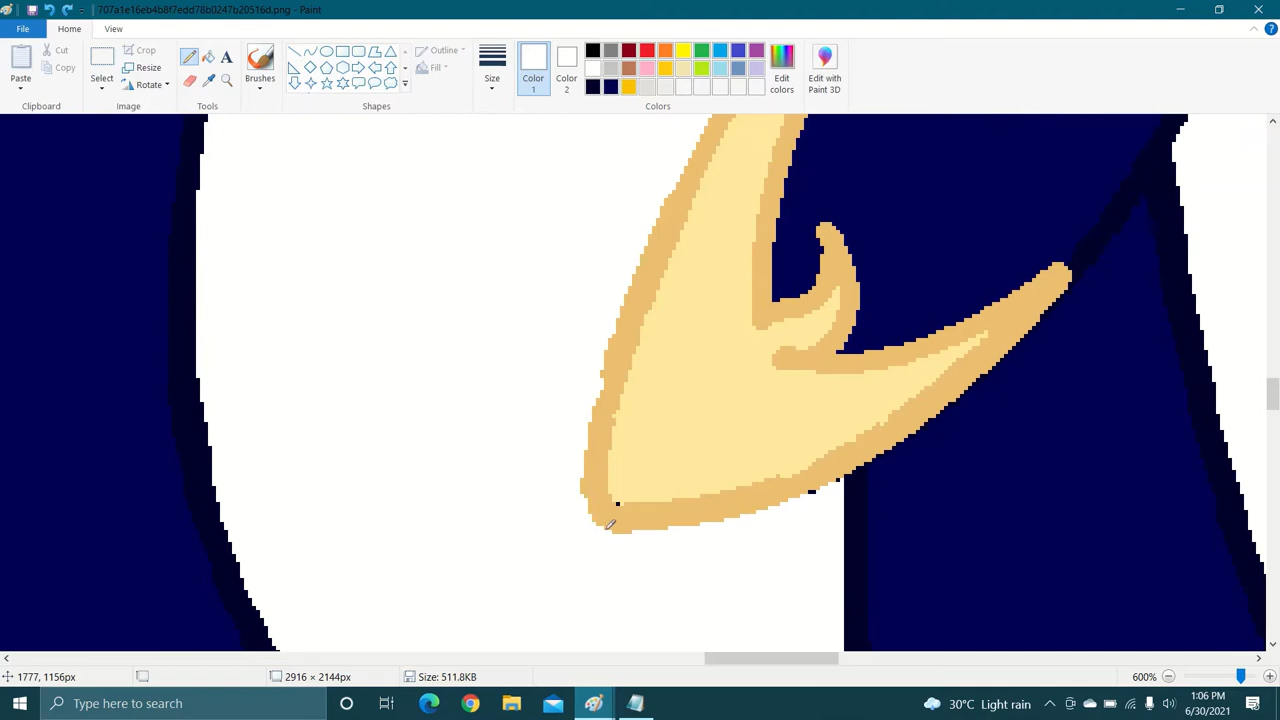 707a1e16eb4b8f7edd78b0247b20516d.png - Paint
File
Home
View
Paste
Cut
Copy
Clipboard
Select
Crop
Resize
Rotate
Image
Tools
Brushes
Shapes
Outline
Fill
Size
Color
1
Color
2
Colors
Edit
colors
Edit with
Paint 3D
1777, 1156px
2916 × 2144px
Size: 511.8KB
600%
Type here to search
30°C Light rain
1:06 PM
6/30/2021